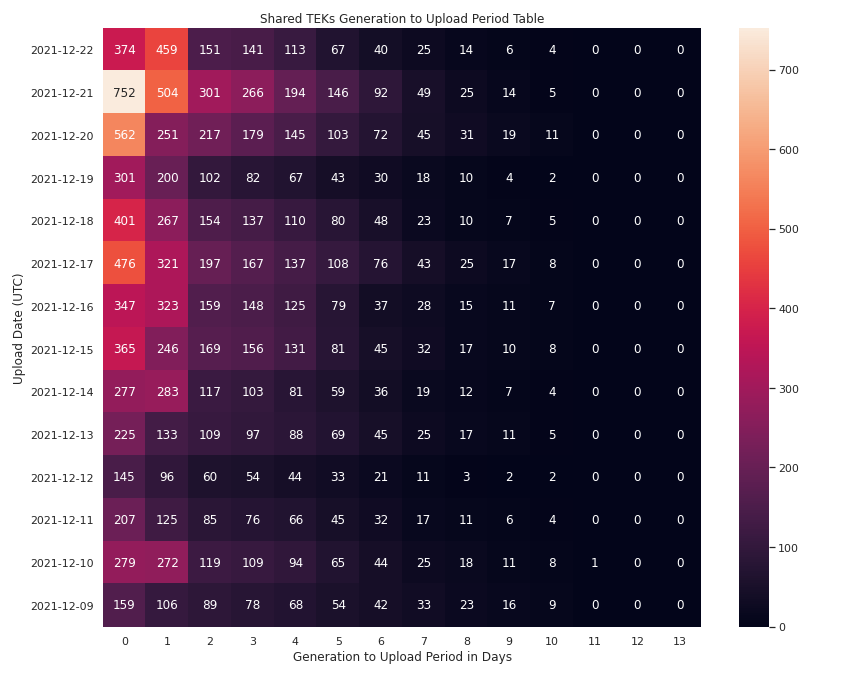 Shared TEKs Generation to Upload Period Table
Upload Date (UTC)
2021-12-22 374 459 151 141 113 67 40 25 14 6 4 0 0 0
2021-12-21 752 504 301 266 194 146 92 49 25 14 5 0 0 0
2021-12-20 562 251 217 179 145 103 72 45 31 19 11 0 0 0
2021-12-19 301 200 102 82 67 43 30 18 10 4 2 0 0 0
2021-12-18 401 267 154 137 110 80 48 23 10 7 5 0 0 0
2021-12-17 476 321 197 167 137 108 76 43 25 17 8 0 0 0
2021-12-16 347 323 159 148 125 79 37 28 15 11 7 0 0 0
2021-12-15 365 246 169 156 131 81 45 32 17 10 8 0 0 0
2021-12-14 277 283 117 103 81 59 36 19 12 7 4 0 0 0
2021-12-13 225 133 109 97 88 69 45 25 17 11 5 0 0 0
2021-12-12 145 96 60 54 44 33 21 11 3 2 2 0 0 0
2021-12-11 207 125 85 76 66 45 32 17 11 6 4 0 0 0
2021-12-10 279 272 119 109 94 65 44 25 18 11 8 1 0 0
2021-12-09 159 106 89 78 68 54 42 33 23 16 9 0 0 0
0 1 2 3 4 5 6 7 8 9 10 11 12 13
Generation to Upload Period in Days
700
600
500
400
300
200
100
0